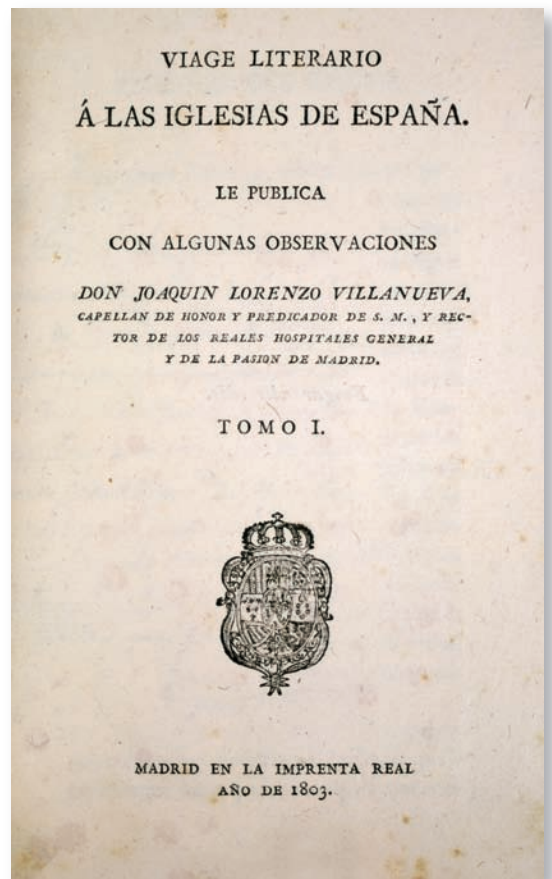 VIAGE LITERARIO
Á LAS IGLESIAS DE ESPAÑA.
LE PUBLICA
CON ALGUNAS OBSERVACIONES
DON JOAQUIN LORENZO VILLANUEVA,
CAPELLAN DE HONOR Y PREDICADOR DE S. M., Y REC-
TOR DE LOS REALES HOSPITALES GENERAL
Y DE LA PASION DE MADRID.
TOMO I.
MADRID EN LA IMPRENTA REAL
AÑO DE 1803.